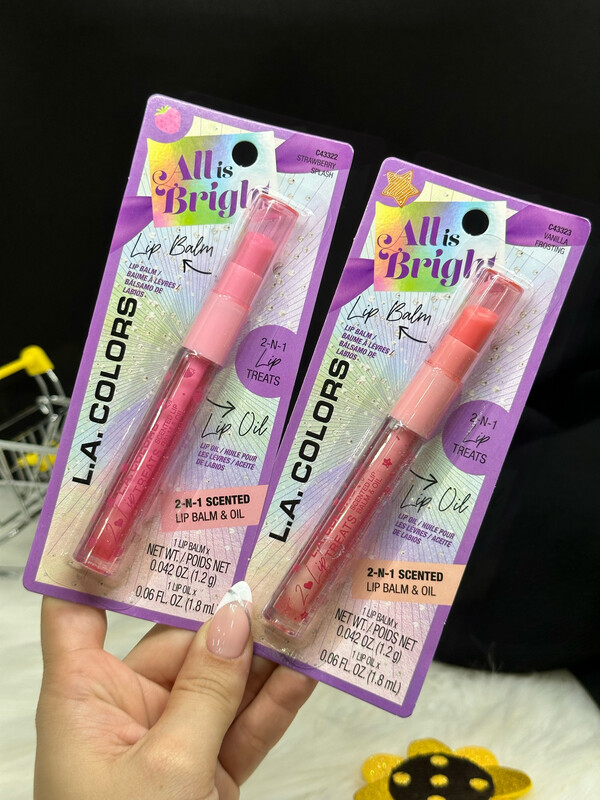 C43322
STRAWBERRY
SPLASH
All is
Bright
Lip Balm
LIP BALM /
BAUME À LÈVRES /
BÁLSAMO DE
LABIOS
L.A. COLORS
2-N-1
Lip
TREATS
Lip Oil
LIP OIL / HUILE POUR
LES LÈVRES / ACEITE
DE LABIOS
2-N-1 SCENTED
LIP BALM & OIL
1 LIP BALM x
NET WT. / POIDS NET
0.042 OZ. (1.2 g)
1 LIP OIL x
0.06 FL. OZ. (1.8 mL
C43323
VANILLA
FROSTING
All is
Bright
Lip Balm
LIP BALM /
BAUME À LÈVRES /
BÁLSAMO DE
LABIOS
L.A. COLORS
2-N-1
Lip
TREATS
Lip Oil
LIP OIL / HUILE POUR
LES LÈVRES / ACEITE
DE LABIOS
2-N-1 SCENTED
LIP BALM & OIL
1 LIP BALM x
NET WT. / POIDS NET
0.042 OZ. (1.2 g)
1 LIP OIL x
0.06 FL. OZ. (1.8 mL)